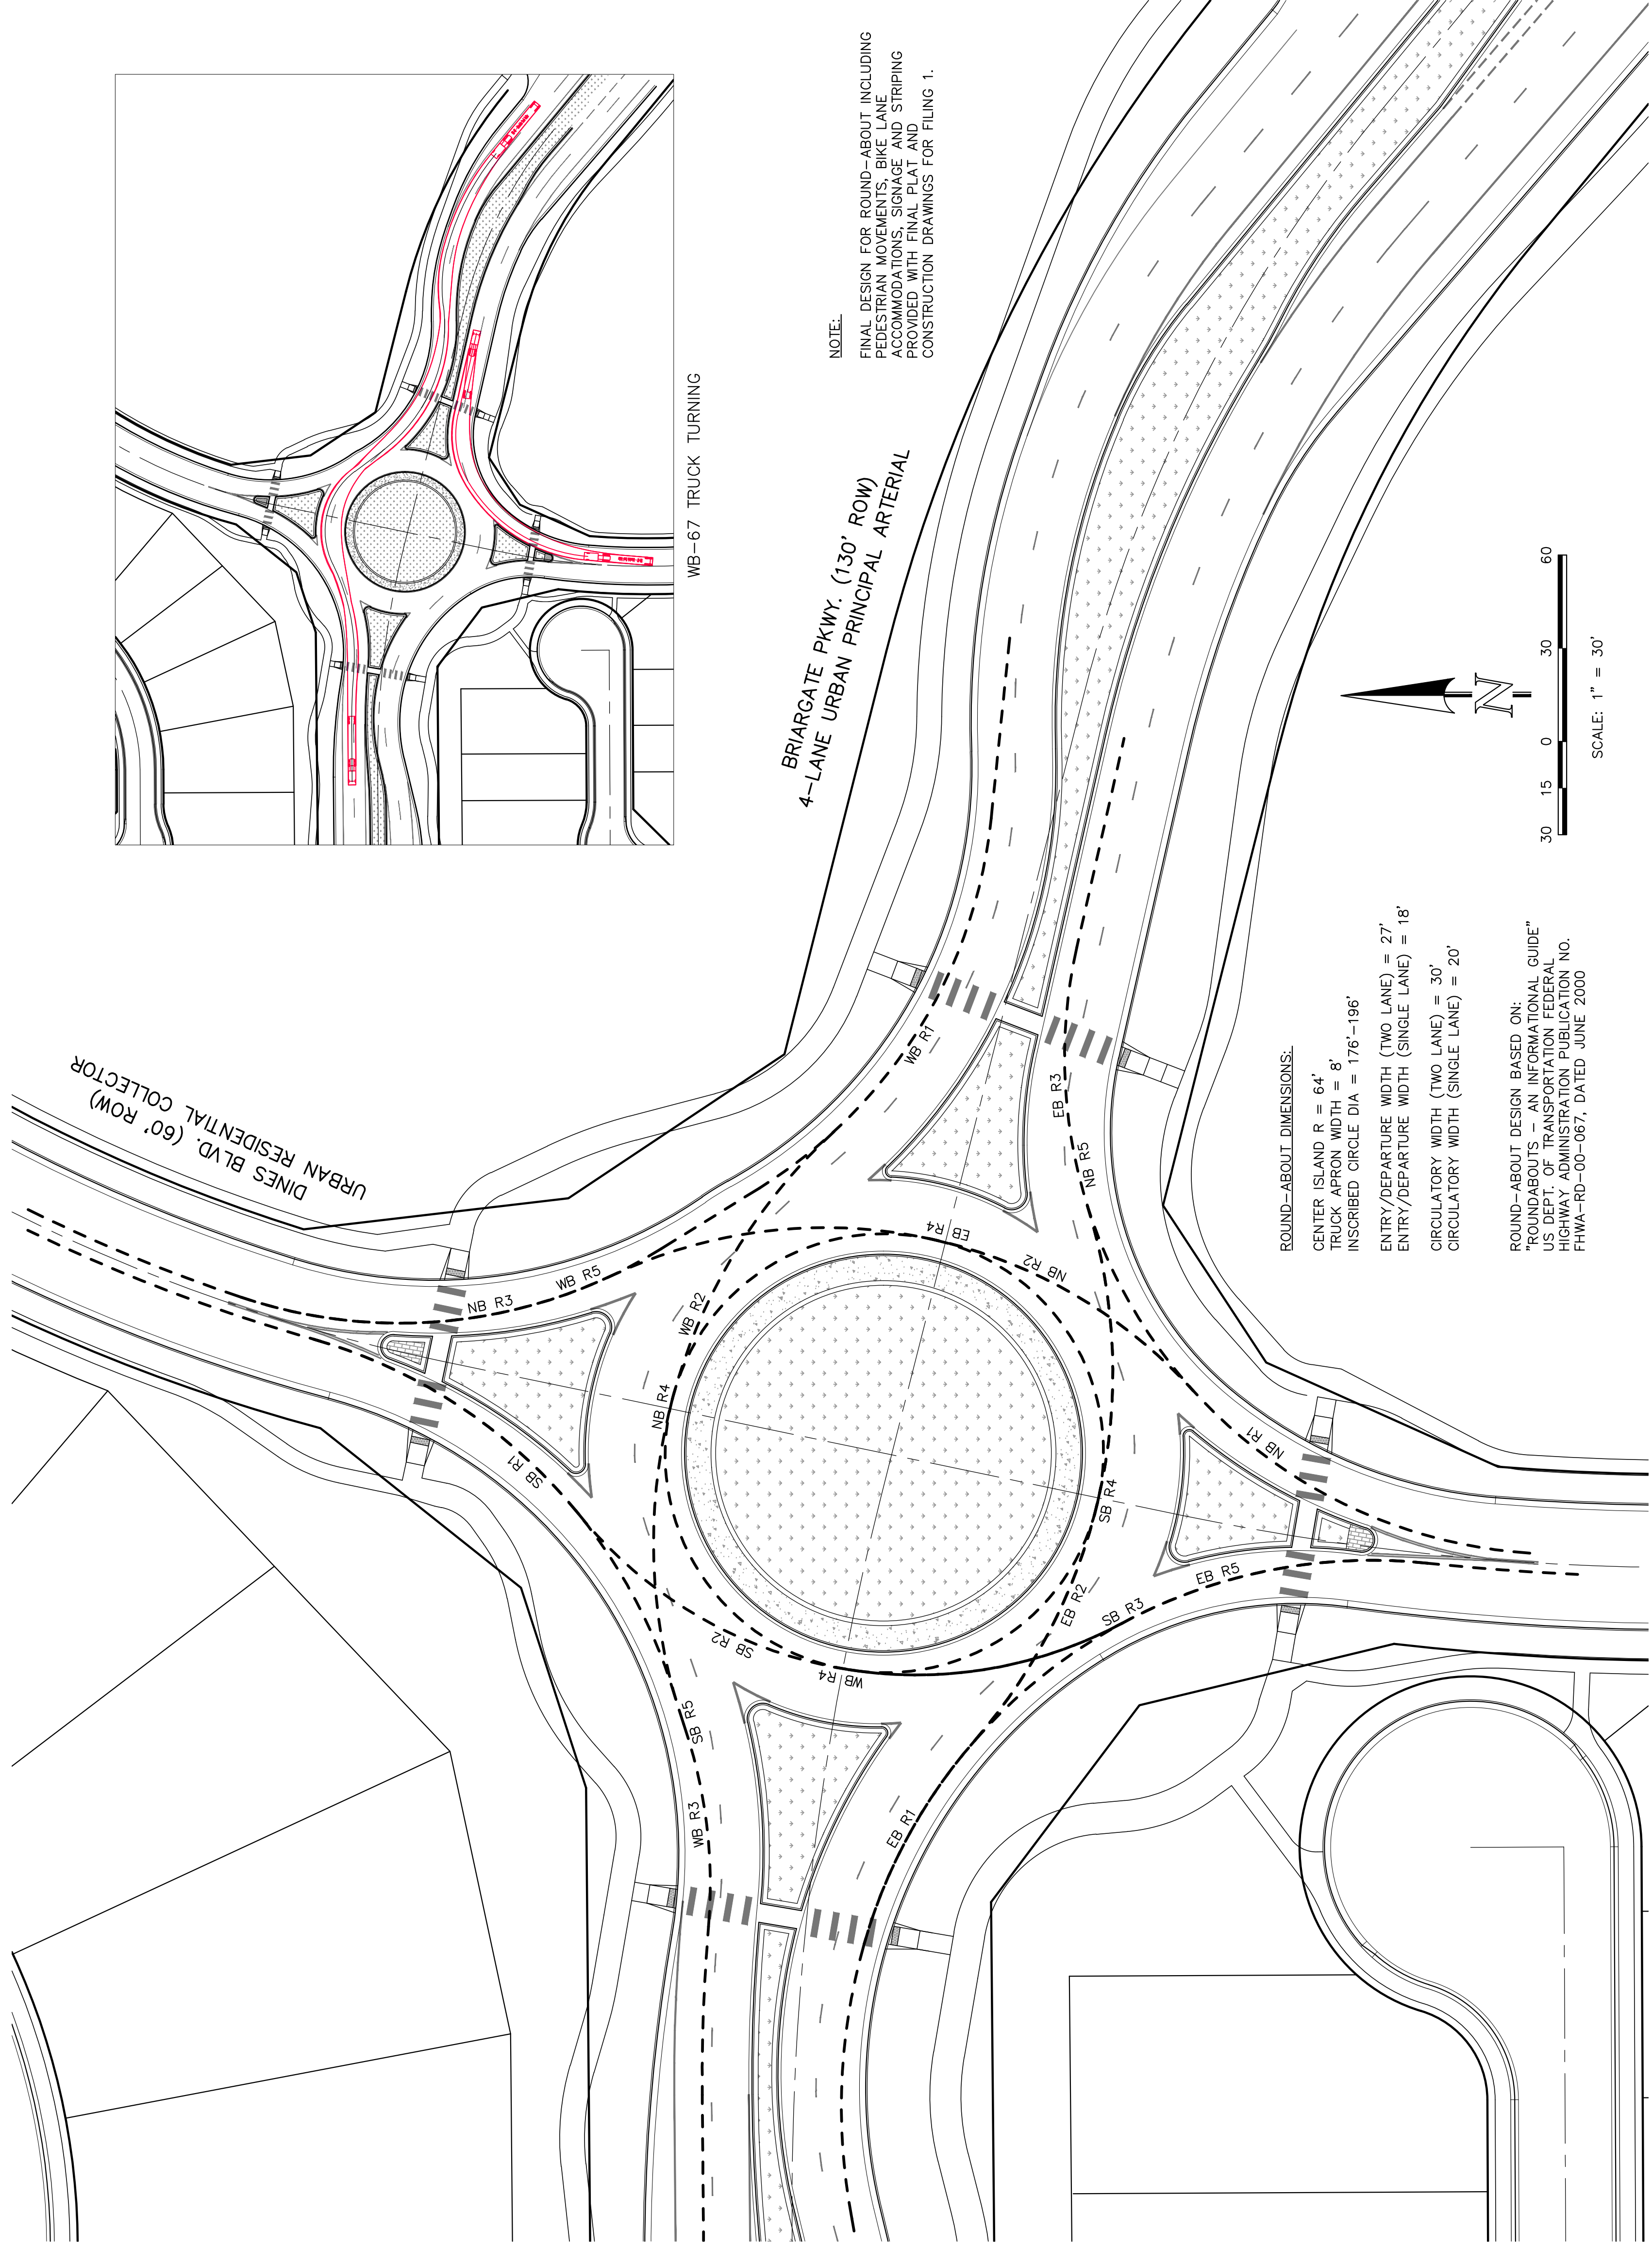 DINES BLVD. (60' ROW)
URBAN RESIDENTIAL COLLECTOR
WB-67 TRUCK TURNING
NOTE:
FINAL DESIGN FOR ROUND-ABOUT INCLUDING
PEDESTRIAN MOVEMENTS, BIKE LANE
ACCOMMODATIONS, SIGNAGE AND STRIPING
PROVIDED WITH FINAL PLAT AND
CONSTRUCTION DRAWINGS FOR FILING 1.
BRIARGATE PKWY. (130' ROW)
4-LANE URBAN PRINCIPAL ARTERIAL
NB R3
WB R5
SB R1
WB R2
NB R4
WB R1
SB R5
WB R3
SB R2
WB R4
EB R4
NB R2
EB R3
NB R5
EB R1
EB R2
SB R4
SB R3
EB R5
NB R1
ROUND-ABOUT DIMENSIONS:
CENTER ISLAND R = 64'
TRUCK APRON WIDTH = 8'
INSCRIBED CIRCLE DIA = 176'-196'
ENTRY/DEPARTURE WIDTH (TWO LANE) = 27'
ENTRY/DEPARTURE WIDTH (SINGLE LANE) = 18'
CIRCULATORY WIDTH (TWO LANE) = 30'
CIRCULATORY WIDTH (SINGLE LANE) = 20'
ROUND-ABOUT DESIGN BASED ON:
"ROUNDABOUTS - AN INFORMATIONAL GUIDE"
US DEPT. OF TRANSPORTATION FEDERAL
HIGHWAY ADMINISTRATION PUBLICATION NO.
FHWA-RD-00-067, DATED JUNE 2000
N
30 15 0 30 60
SCALE: 1" = 30'